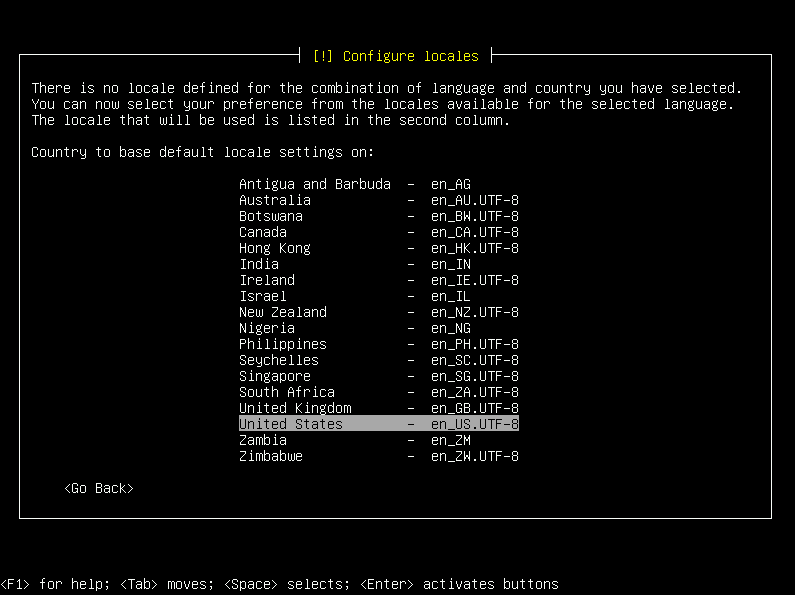 [!] Configure locales
There is no locale defined for the combination of language and country you have selected.
You can now select your preference from the locales available for the selected language.
The locale that will be used is listed in the second column.
Country to base default locale settings on:
Antigua and Barbuda - en_AG
Australia - en_AU.UTF-8
Botswana - en_BW.UTF-8
Canada - en_CA.UTF-8
Hong Kong - en_HK.UTF-8
India - en_IN
Ireland - en_IE.UTF-8
Israel - en_IL
New Zealand - en_NZ.UTF-8
Nigeria - en_NG
Philippines - en_PH.UTF-8
Seychelles - en_SC.UTF-8
Singapore - en_SG.UTF-8
South Africa - en_ZA.UTF-8
United Kingdom - en_GB.UTF-8
United States - en_US.UTF-8
Zambia - en_ZM
Zimbabwe - en_ZW.UTF-8
<Go Back>
<F1> for help; <Tab> moves; <Space> selects; <Enter> activates buttons